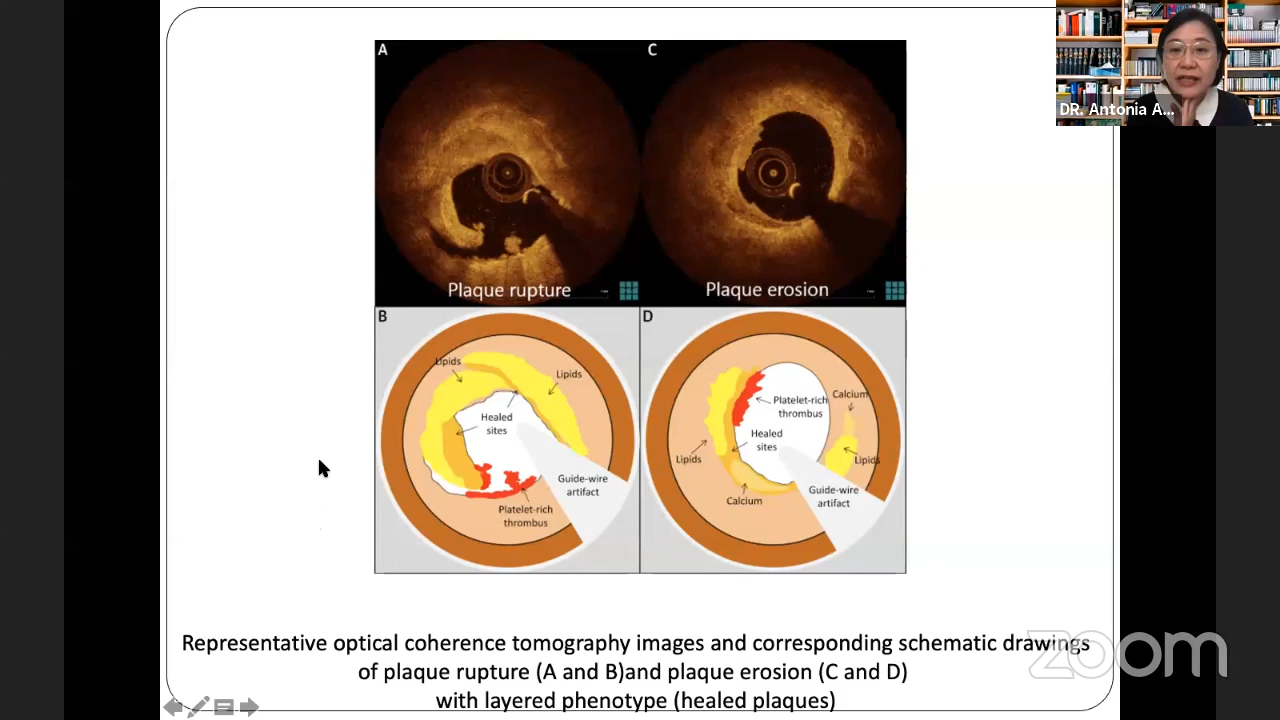 A
C
DR. Antonia A...
Plaque rupture
Plaque erosion
B
D
Lipids
Lipids
Healed
sites
Guide-wire
artifact
Platelet-rich
thrombus
Platelet-rich
thrombus
Calcium
Healed
sites
Lipids
Lipids
Calcium
Guide-wire
artifact
Representative optical coherence tomography images and corresponding schematic drawings
of plaque rupture (A and B)and plaque erosion (C and D)
with layered phenotype (healed plaques)
zoom